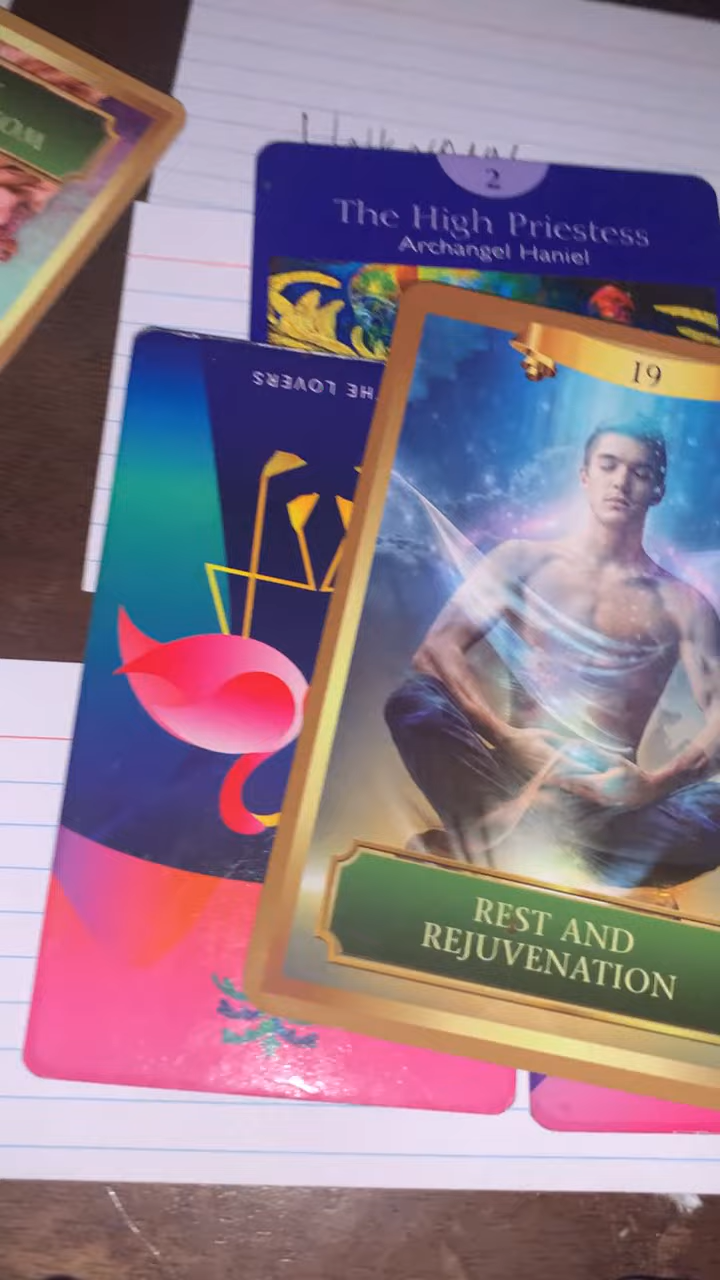 2
The High Priestess
Archangel Haniel
THE LOVERS
19
REST AND
REJUVENATION